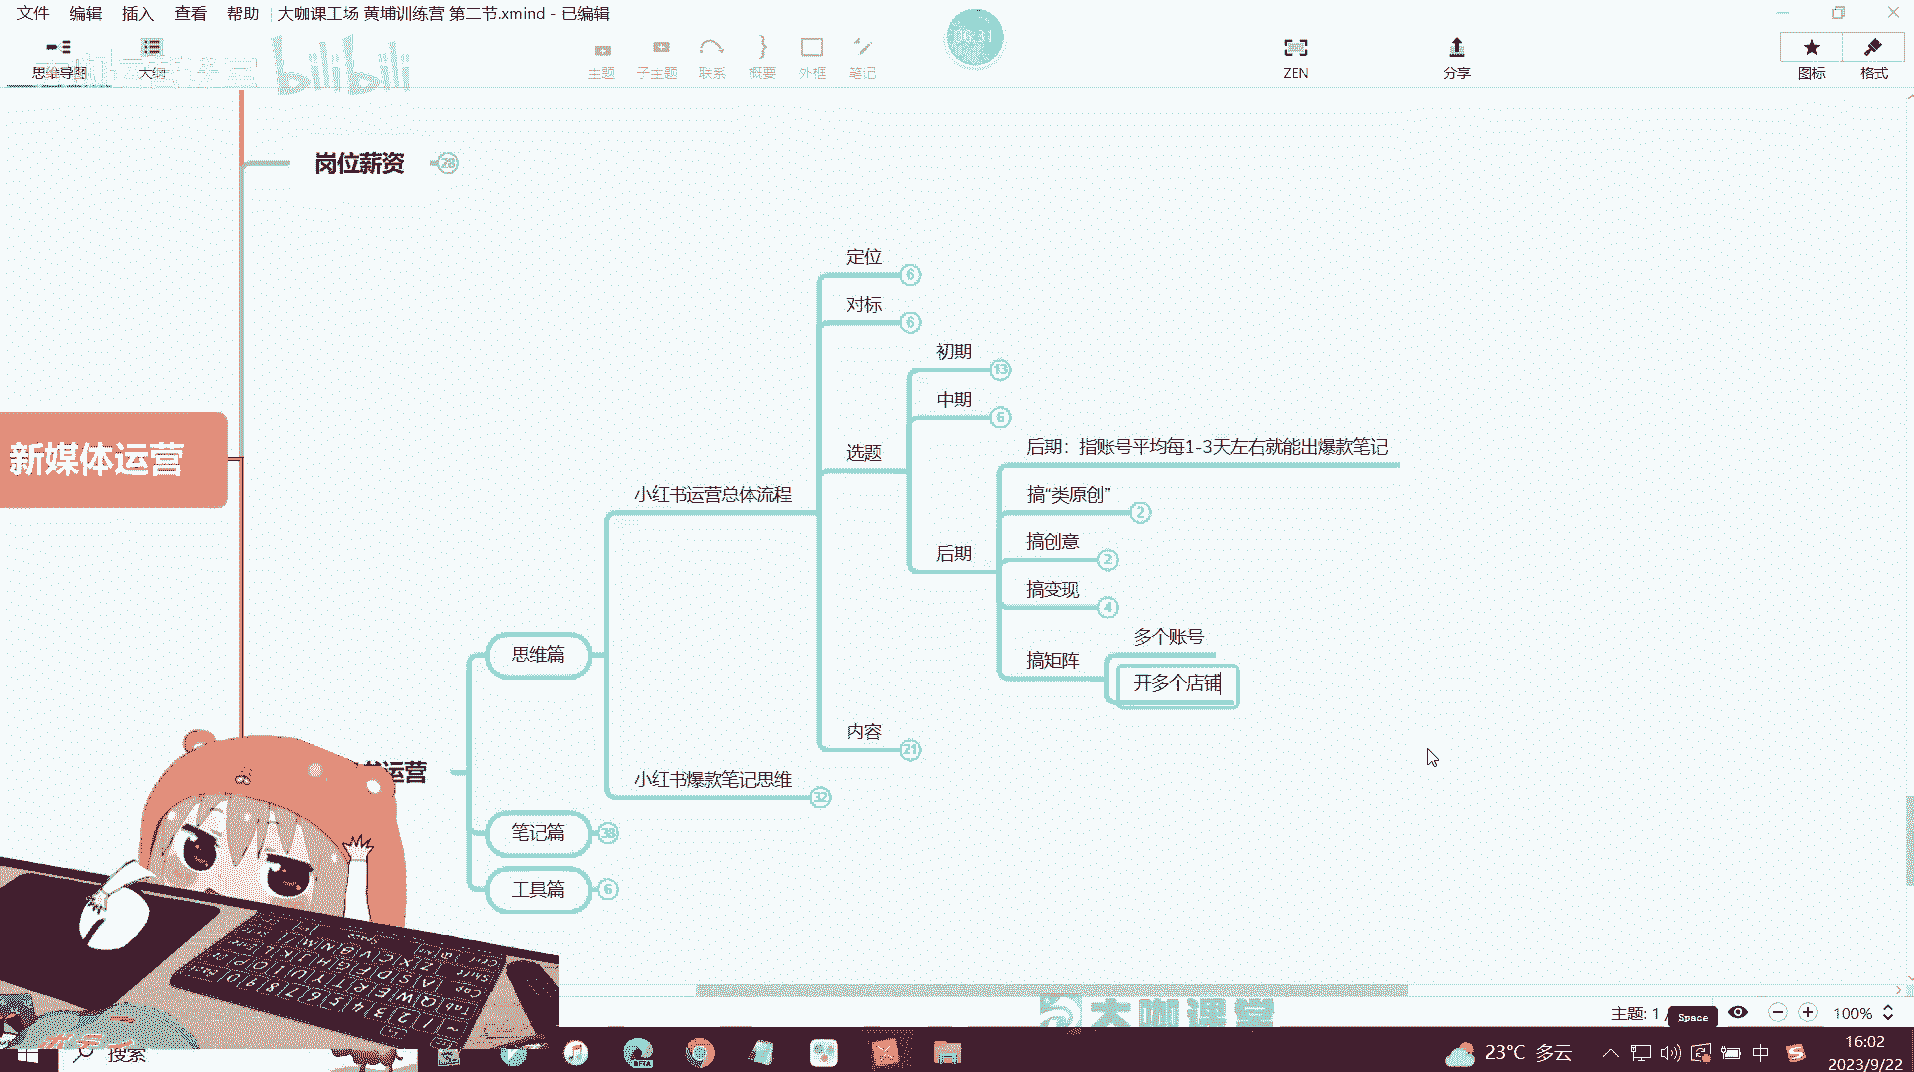 文件 编辑 插入 查看 帮助 大咖课工场 黄埔训练营 第二节.xmind - 已编辑
06:31
思维导图 大纲 主题 子主题 联系 概要 外框 笔记 ZEN 分享 图标 格式
bilibili
岗位薪资 28
定位 6
对标 6
初期 13
中期 6
选题
后期：指账号平均每1-3天左右就能出爆款笔记
新媒体运营
小红书运营总体流程
搞“类原创” 2
后期
搞创意 2
搞变现 4
多个账号
思维篇
搞矩阵
开多个店铺
内容 21
运营
小红书爆款笔记思维 32
笔记篇 38
工具篇 6
大咖课堂
主题: 1 /
Space
100%
搜索
BETA
23°C 多云
中
16:02
2023/9/22